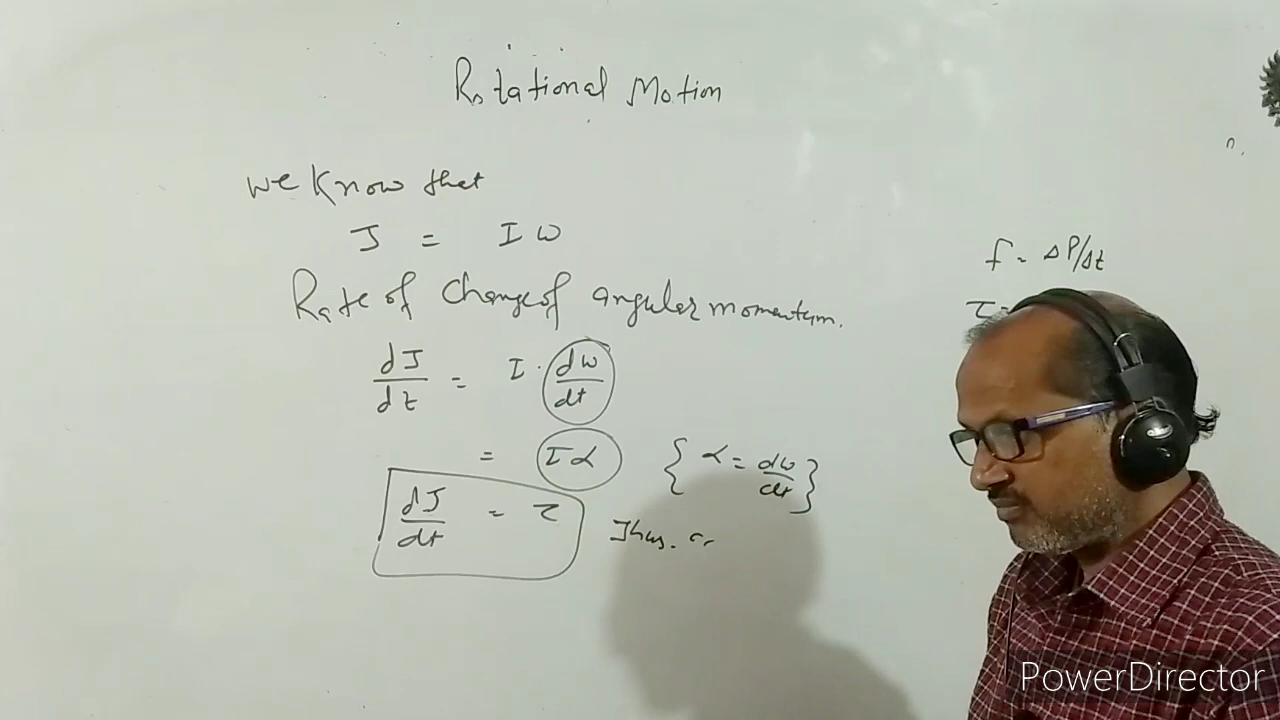 Rotational Motion
we know that
J = I ω
Rate of change of angular momentum.
f = ΔP/Δt
τ =
dJ/dt = I · dω/dt
= Iα { α = dω/dt }
dJ/dt = τ Thus.
PowerDirector